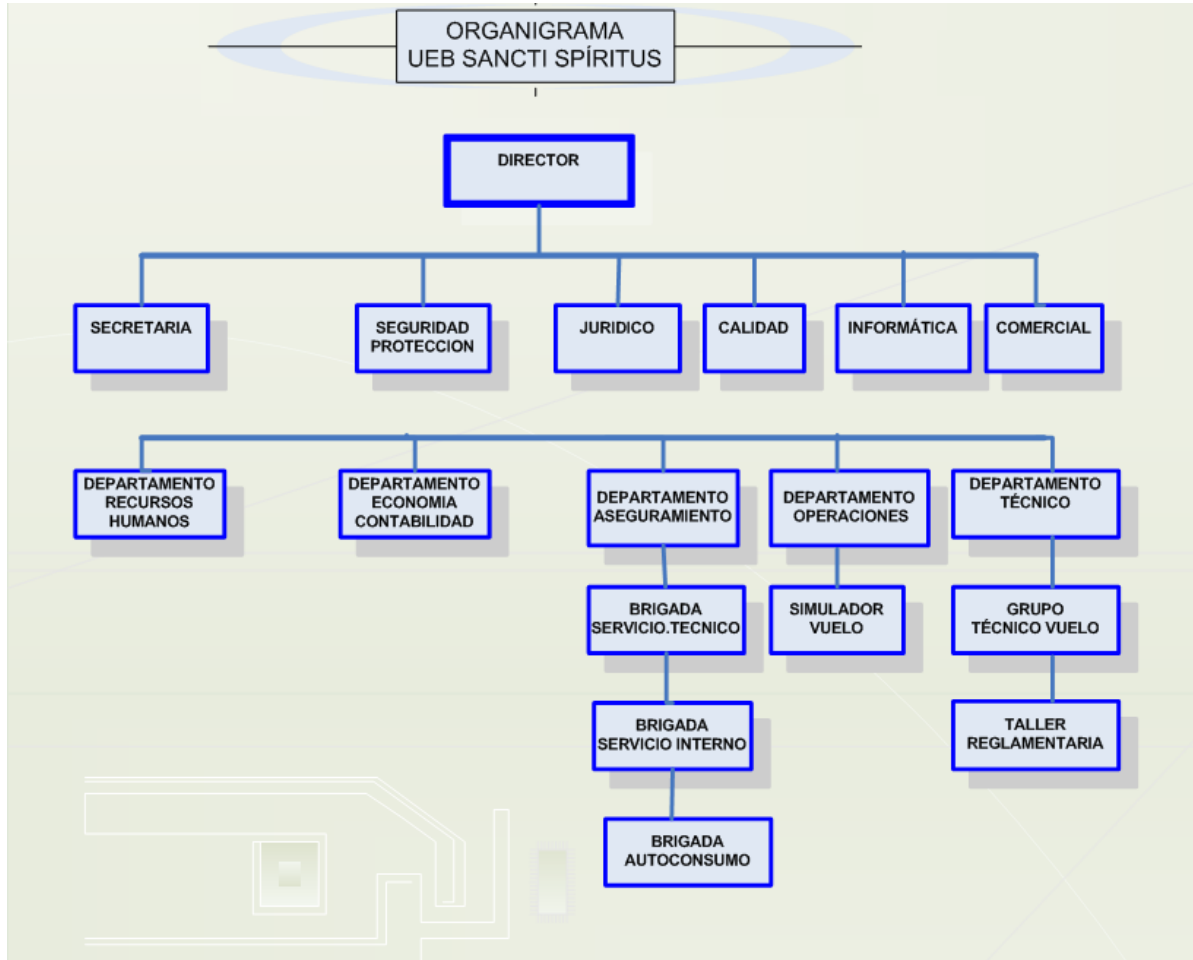 ORGANIGRAMA
UEB SANCTI SPÍRITUS
DIRECTOR
SECRETARIA
SEGURIDAD
PROTECCION
JURIDICO
CALIDAD
INFORMÁTICA
COMERCIAL
DEPARTAMENTO
RECURSOS
HUMANOS
DEPARTAMENTO
ECONOMIA
CONTABILIDAD
DEPARTAMENTO
ASEGURAMIENTO
DEPARTAMENTO
OPERACIONES
DEPARTAMENTO
TÉCNICO
BRIGADA
SERVICIO.TECNICO
SIMULADOR
VUELO
GRUPO
TÉCNICO VUELO
BRIGADA
SERVICIO INTERNO
TALLER
REGLAMENTARIA
BRIGADA
AUTOCONSUMO